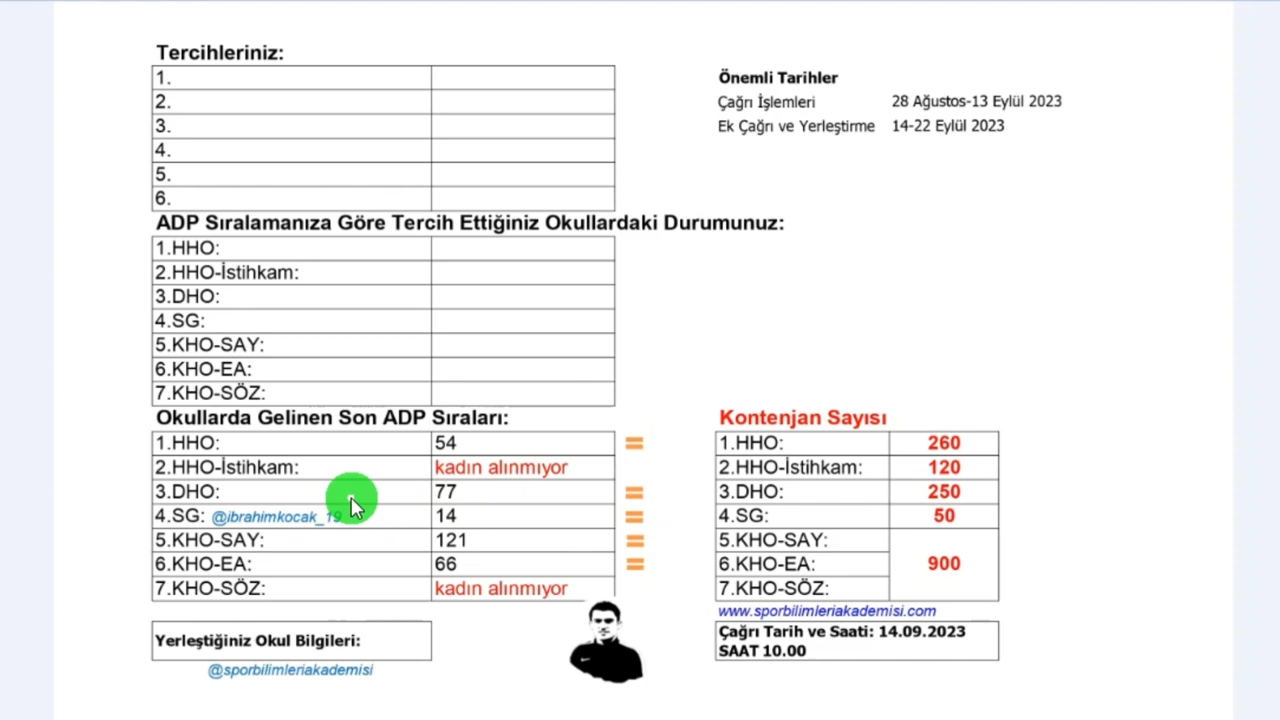 Tercihleriniz:
1.
2.
3.
4.
5.
6.
Önemli Tarihler
Çağrı İşlemleri 28 Ağustos-13 Eylül 2023
Ek Çağrı ve Yerleştirme 14-22 Eylül 2023
ADP Sıralamanıza Göre Tercih Ettiğiniz Okullardaki Durumunuz:
1.HHO:
2.HHO-İstihkam:
3.DHO:
4.SG:
5.KHO-SAY:
6.KHO-EA:
7.KHO-SÖZ:
Okullarda Gelinen Son ADP Sıraları:
1.HHO: 54 =
2.HHO-İstihkam: kadın alınmıyor
3.DHO: 77 =
4.SG: @ibrahimkocak_19 14 =
5.KHO-SAY: 121 =
6.KHO-EA: 66 =
7.KHO-SÖZ: kadın alınmıyor
Kontenjan Sayısı
1.HHO: 260
2.HHO-İstihkam: 120
3.DHO: 250
4.SG: 50
5.KHO-SAY:
6.KHO-EA: 900
7.KHO-SÖZ:
www.sporbilimleriakademisi.com
Yerleştiğiniz Okul Bilgileri:
@sporbilimleriakademisi
Çağrı Tarih ve Saati: 14.09.2023
SAAT 10.00